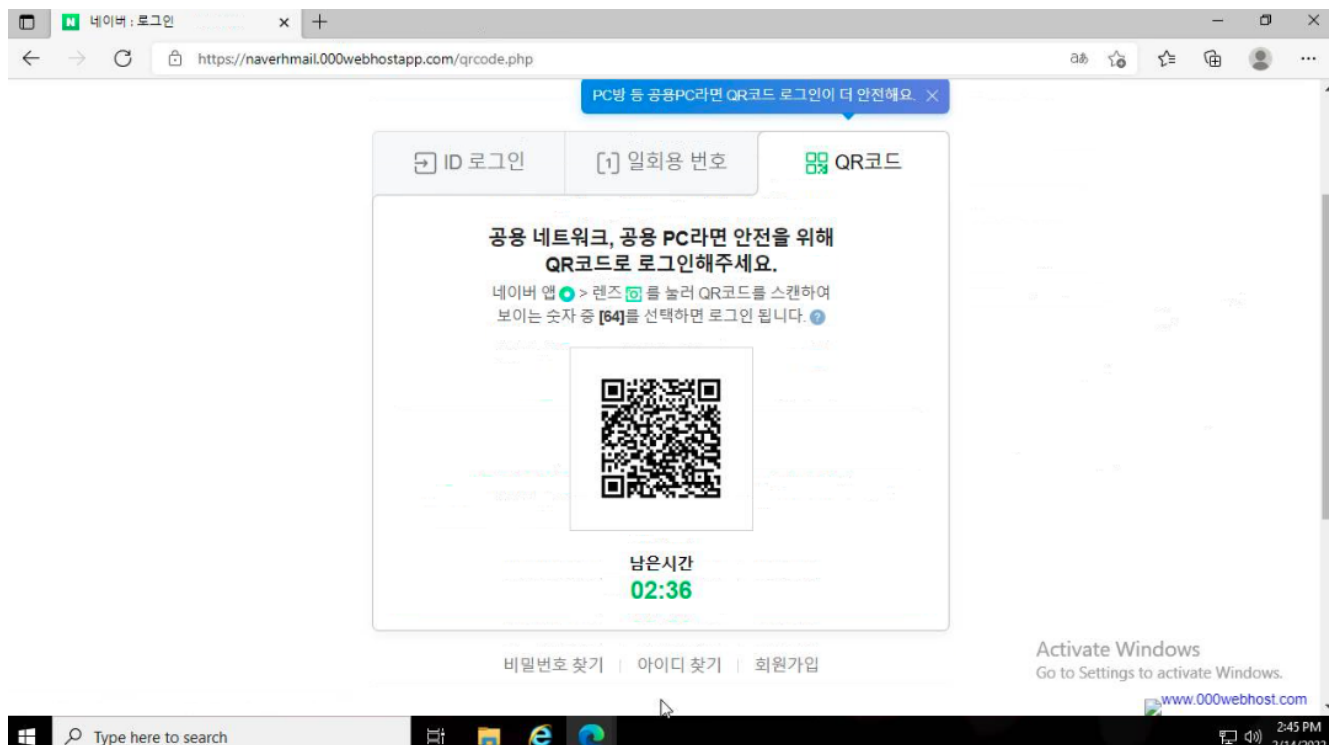 네이버 : 로그인
https://naverhmail.000webhostapp.com/qrcode.php
PC방 등 공용PC라면 QR코드 로그인이 더 안전해요.
ID 로그인
[1] 일회용 번호
QR코드
공용 네트워크, 공용 PC라면 안전을 위해
QR코드로 로그인해주세요.
네이버 앱 > 렌즈 를 눌러 QR코드를 스캔하여
보이는 숫자 중 [64]를 선택하면 로그인 됩니다.
남은시간
02:36
비밀번호 찾기 | 아이디 찾기 | 회원가입
Activate Windows
Go to Settings to activate Windows.
www.000webhost.com
Type here to search
2:45 PM